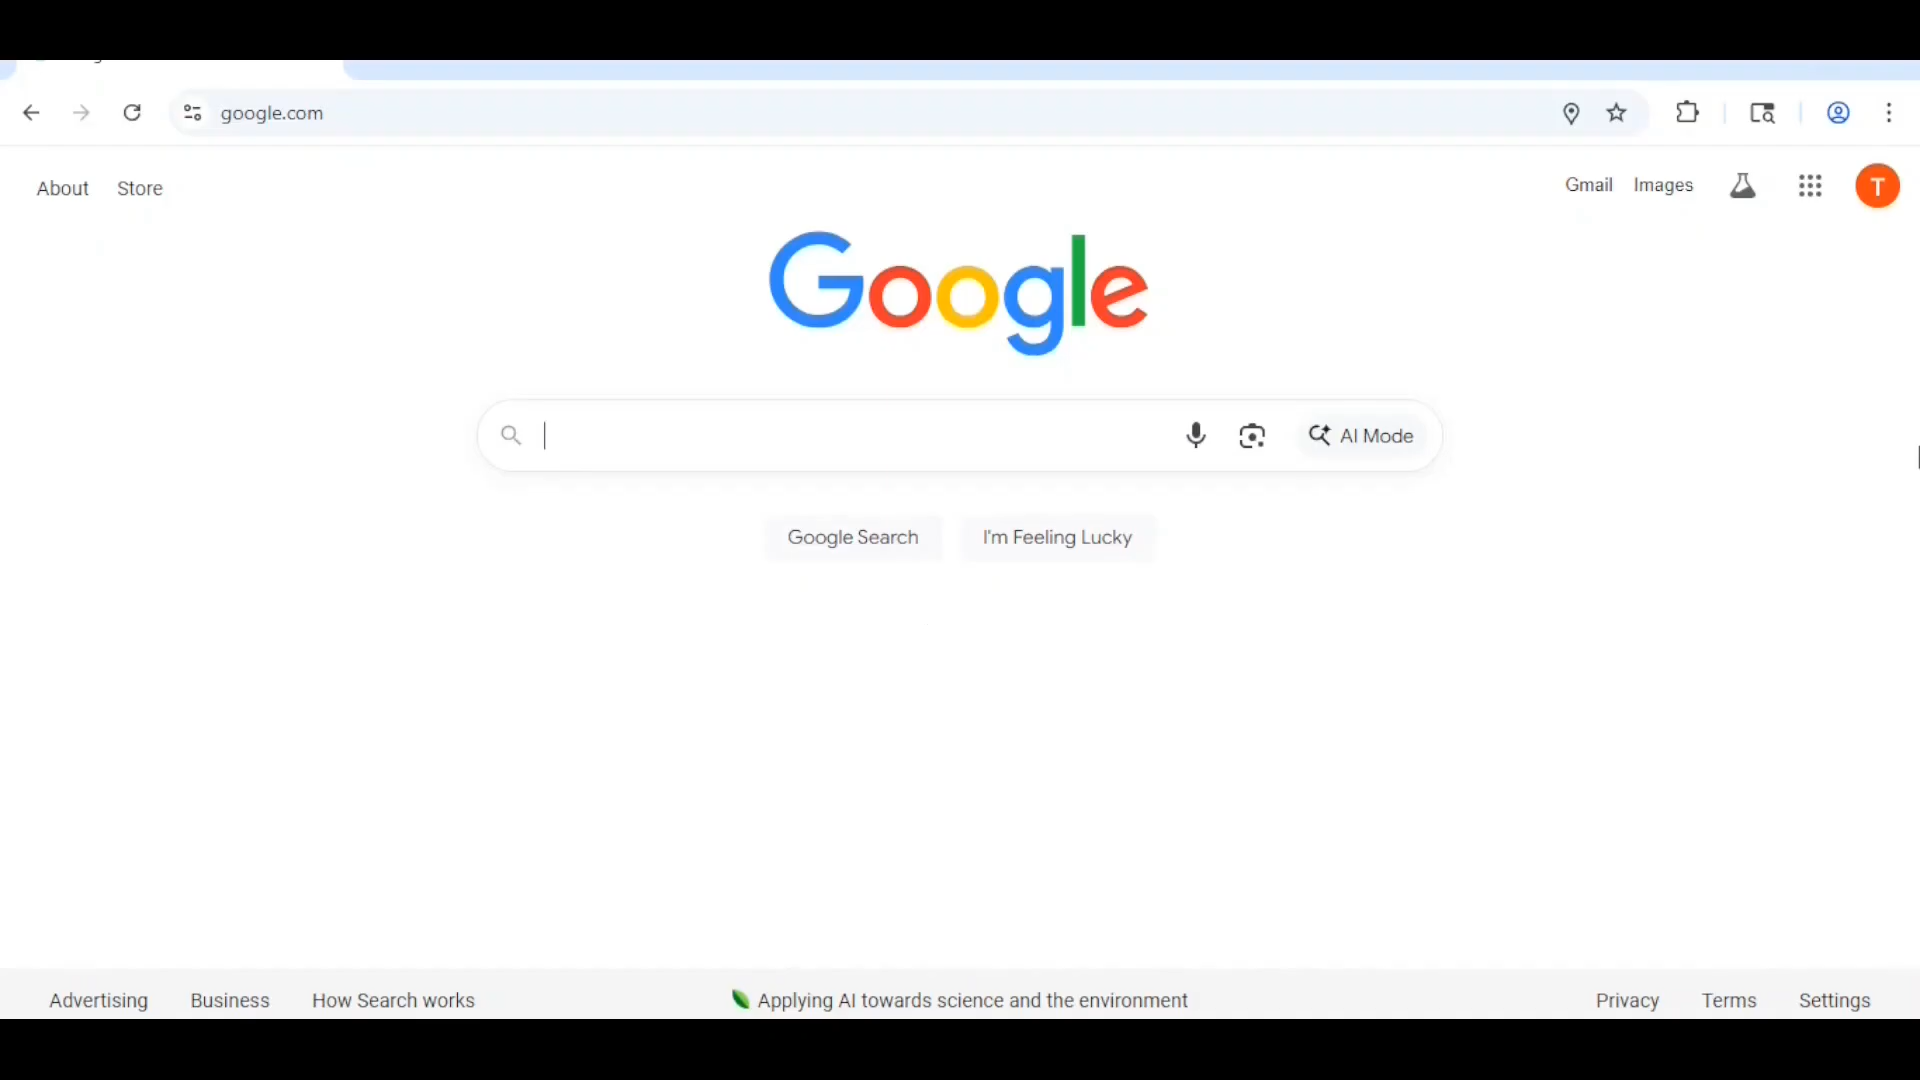 google.com
About Store
Gmail Images
T
Google
AI Mode
Google Search I'm Feeling Lucky
Advertising Business How Search works
Applying AI towards science and the environment
Privacy Terms Settings